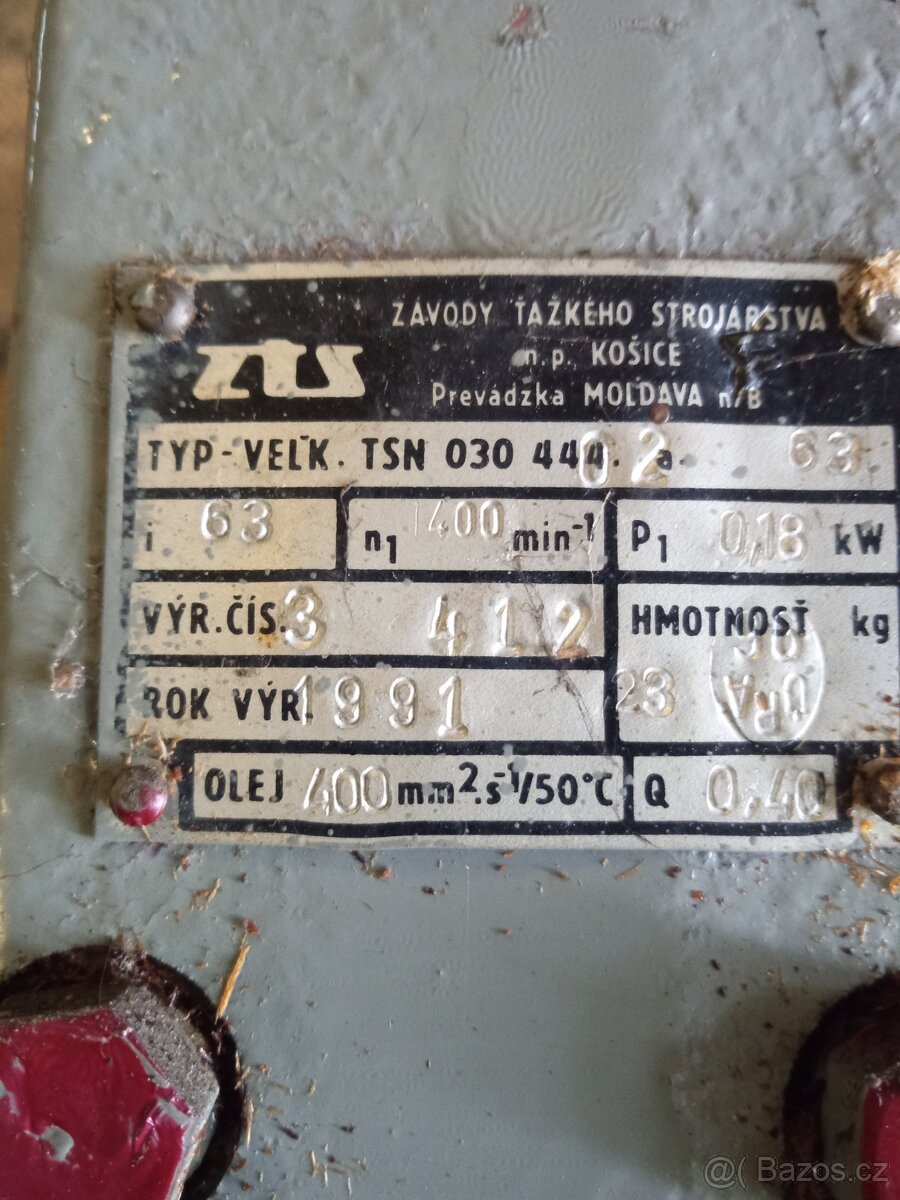 ZŤS
ZÁVODY ŤAŽKÉHO STROJÁRSTVA
n.p. KOŠICE
Prevádzka MOLDAVA n/B
TYP-VEĽK. TSN 030 444. 02 a. 63
i 63 n1 1400 min-1 P1 0,18 kW
VÝR.ČÍS. 3 412 HMOTNOSŤ kg
ROK VÝR. 1991 23
OLEJ 400 mm2.s-1/50°C Q 0,40
@( Bazos.cz